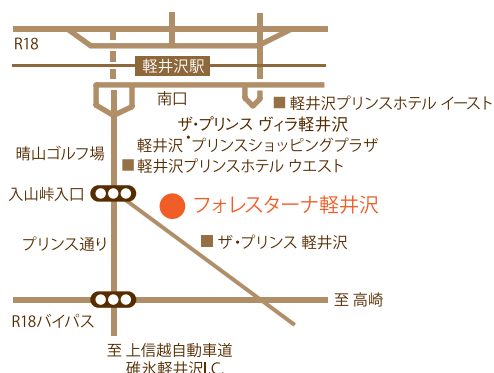 R18
軽井沢駅
南口
軽井沢プリンスホテル イースト
ザ・プリンス ヴィラ軽井沢
軽井沢・プリンスショッピングプラザ
晴山ゴルフ場
軽井沢プリンスホテル ウエスト
入山峠入口
フォレスターナ軽井沢
プリンス通り
ザ・プリンス 軽井沢
至 高崎
R18バイパス
至 上信越自動車道
碓氷軽井沢I.C.